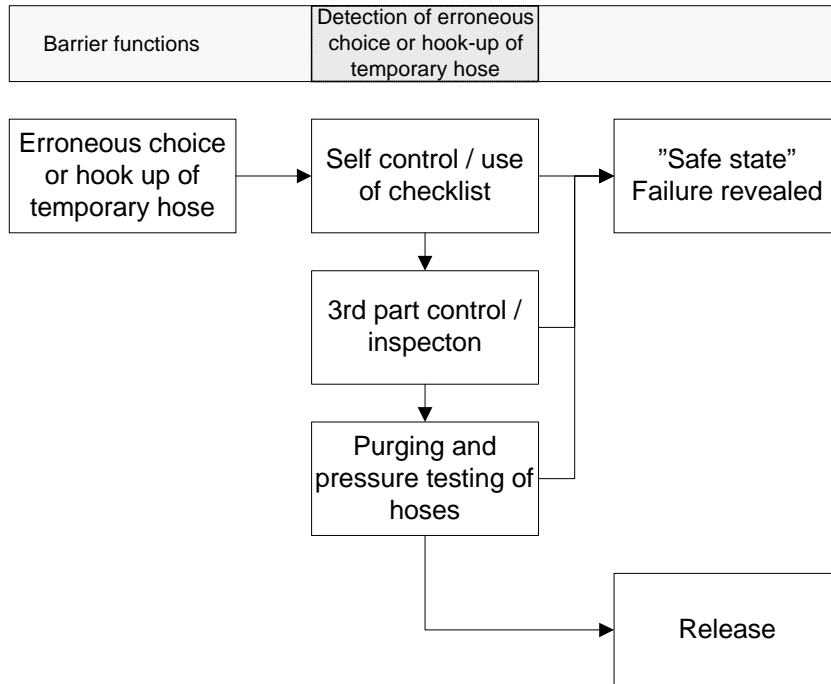 Barrier functions
Detection of erroneous
choice or hook-up of
temporary hose
Erroneous choice
or hook up of
temporary hose
Self control / use
of checklist
”Safe state”
Failure revealed
3rd part control /
inspecton
Purging and
pressure testing of
hoses
Release